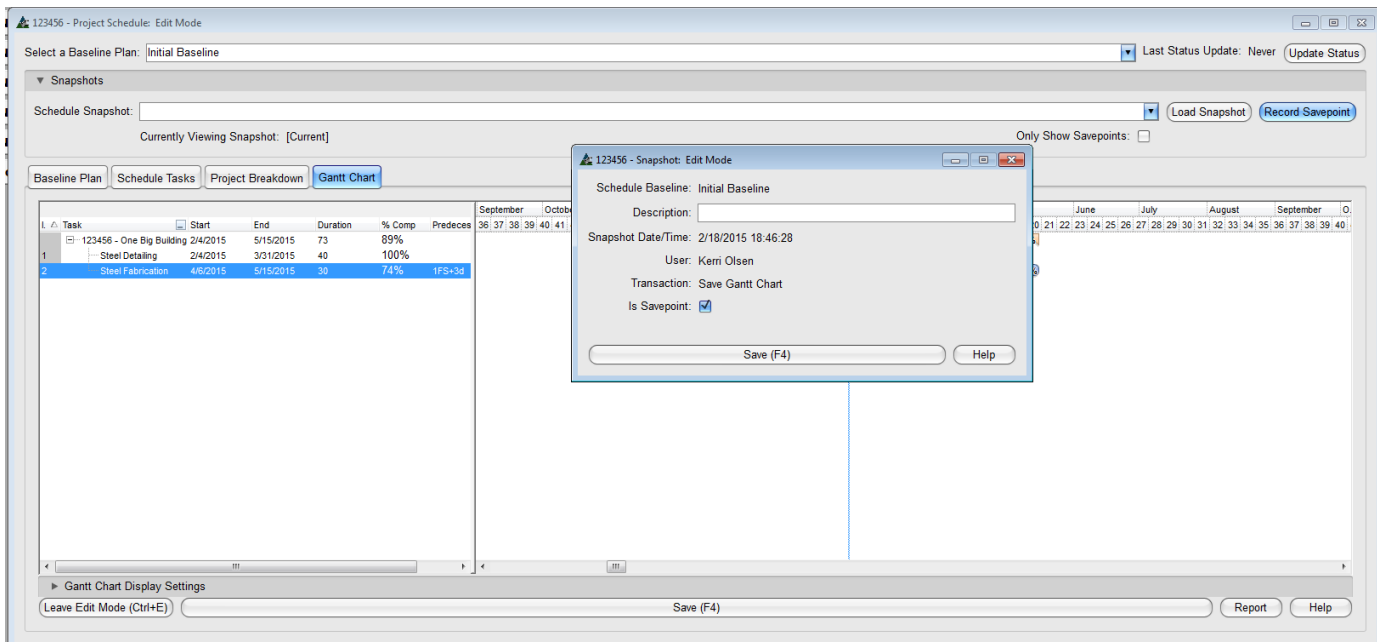 123456 - Project Schedule: Edit Mode
Select a Baseline Plan: Initial Baseline Last Status Update: Never Update Status
Snapshots
Schedule Snapshot: Load Snapshot Record Savepoint
Currently Viewing Snapshot: [Current] Only Show Savepoints:
Baseline Plan Schedule Tasks Project Breakdown Gantt Chart
123456 - Snapshot: Edit Mode
Schedule Baseline: Initial Baseline
Description:
Snapshot Date/Time: 2/18/2015 18:46:28
User: Kerri Olsen
Transaction: Save Gantt Chart
Is Savepoint:
Save (F4) Help
September Octob June July August September O.
I. Task Start End Duration % Comp Predeces 36 37 38 39 40 41 21 22 23 24 25 26 27 28 29 30 31 32 33 34 35 36 37 38 39 40
123456 - One Big Building 2/4/2015 5/15/2015 73 89%
1 Steel Detailing 2/4/2015 3/31/2015 40 100%
2 Steel Fabrication 4/6/2015 5/15/2015 30 74% 1FS+3d
Gantt Chart Display Settings
Leave Edit Mode (Ctrl+E) Save (F4) Report Help